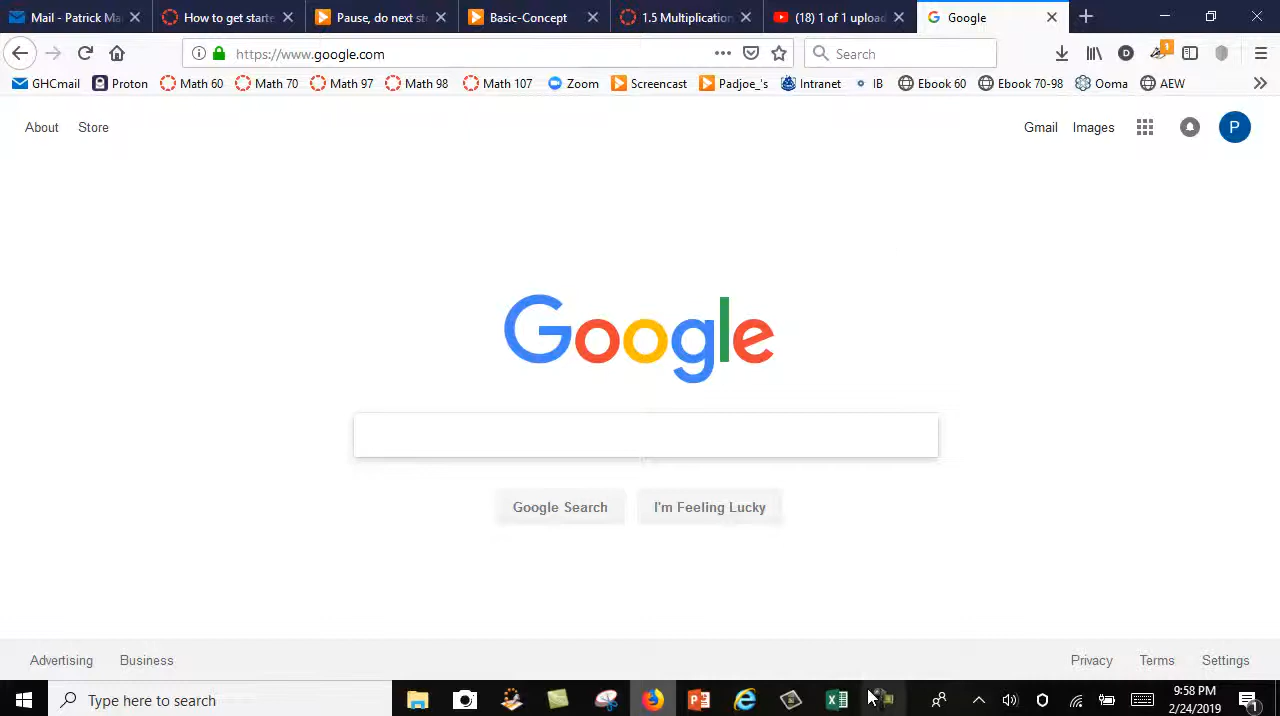 Mail - Patrick Ma
How to get starte
Pause, do next st
Basic-Concept
1.5 Multiplication
(18) 1 of 1 upload
Google
https://www.google.com
Search
1
GHCmail
Proton
Math 60
Math 70
Math 97
Math 98
Math 107
Zoom
Screencast
Padjoe_'s
Intranet
IB
Ebook 60
Ebook 70-98
Ooma
AEW
About
Store
Gmail
Images
P
Google
Google Search
I'm Feeling Lucky
Advertising
Business
Privacy
Terms
Settings
Type here to search
9:58 PM
2/24/2019
1